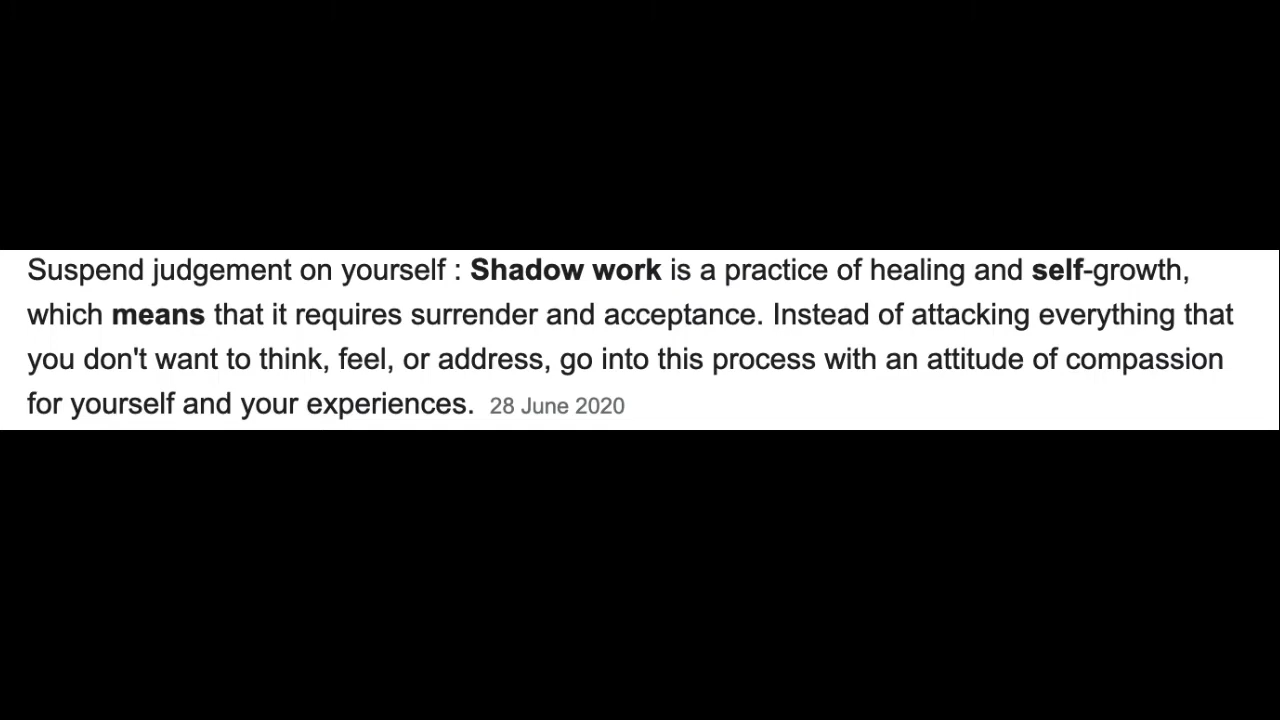 Suspend judgement on yourself : Shadow work is a practice of healing and self-growth,
which means that it requires surrender and acceptance. Instead of attacking everything that
you don't want to think, feel, or address, go into this process with an attitude of compassion
for yourself and your experiences. 28 June 2020